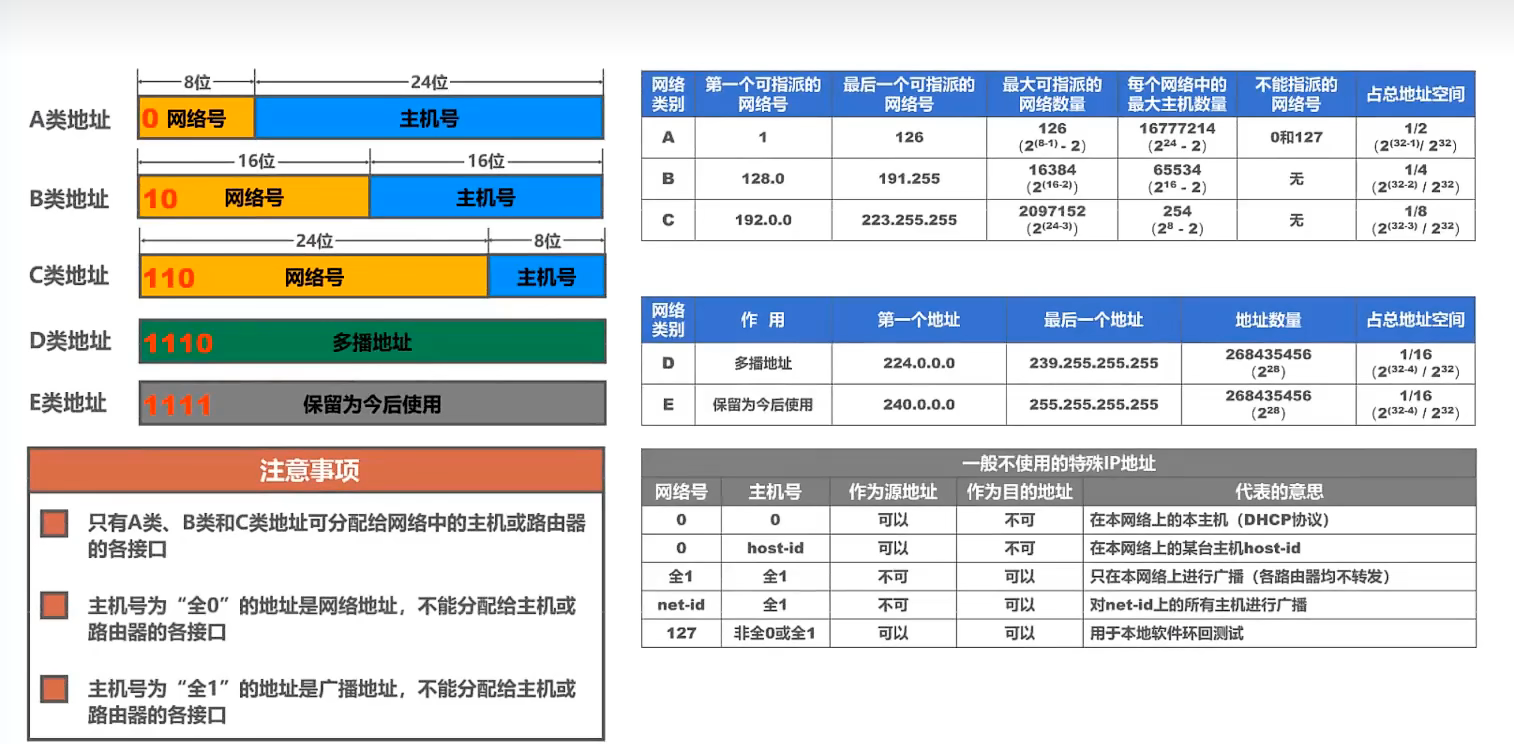 8位
24位
A类地址
0 网络号
主机号
16位
16位
B类地址
10
网络号
主机号
24位
8位
C类地址
110
网络号
主机号
D类地址
1110
多播地址
E类地址
1111
保留为今后使用
注意事项
只有A类、B类和C类地址可分配给网络中的主机或路由器
的各接口
主机号为“全0”的地址是网络地址，不能分配给主机或
路由器的各接口
主机号为“全1”的地址是广播地址，不能分配给主机或
路由器的各接口
网络
类别
第一个可指派的
网络号
最后一个可指派的
网络号
最大可指派的
网络数量
每个网络中的
最大主机数量
不能指派的
网络号
占总地址空间
A
1
126
126
（2(8-1) - 2）
16777214
（224 - 2）
0和127
1/2
（2(32-1)/ 232）
B
128.0
191.255
16384
（2(16-2)）
65534
（216 - 2）
无
1/4
（2(32-2) / 232）
C
192.0.0
223.255.255
2097152
（2(24-3)）
254
（28 - 2）
无
1/8
（2(32-3) / 232）
网络
类别
作 用
第一个地址
最后一个地址
地址数量
占总地址空间
D
多播地址
224.0.0.0
239.255.255.255
268435456
（228）
1/16
（2(32-4) / 232）
E
保留为今后使用
240.0.0.0
255.255.255.255
268435456
（228）
1/16
（2(32-4) / 232）
一般不使用的特殊IP地址
网络号
主机号
作为源地址
作为目的地址
代表的意思
0
0
可以
不可
在本网络上的本主机（DHCP协议）
0
host-id
可以
不可
在本网络上的某台主机host-id
全1
全1
不可
可以
只在本网络上进行广播（各路由器均不转发）
net-id
全1
不可
可以
对net-id上的所有主机进行广播
127
非全0或全1
可以
可以
用于本地软件环回测试